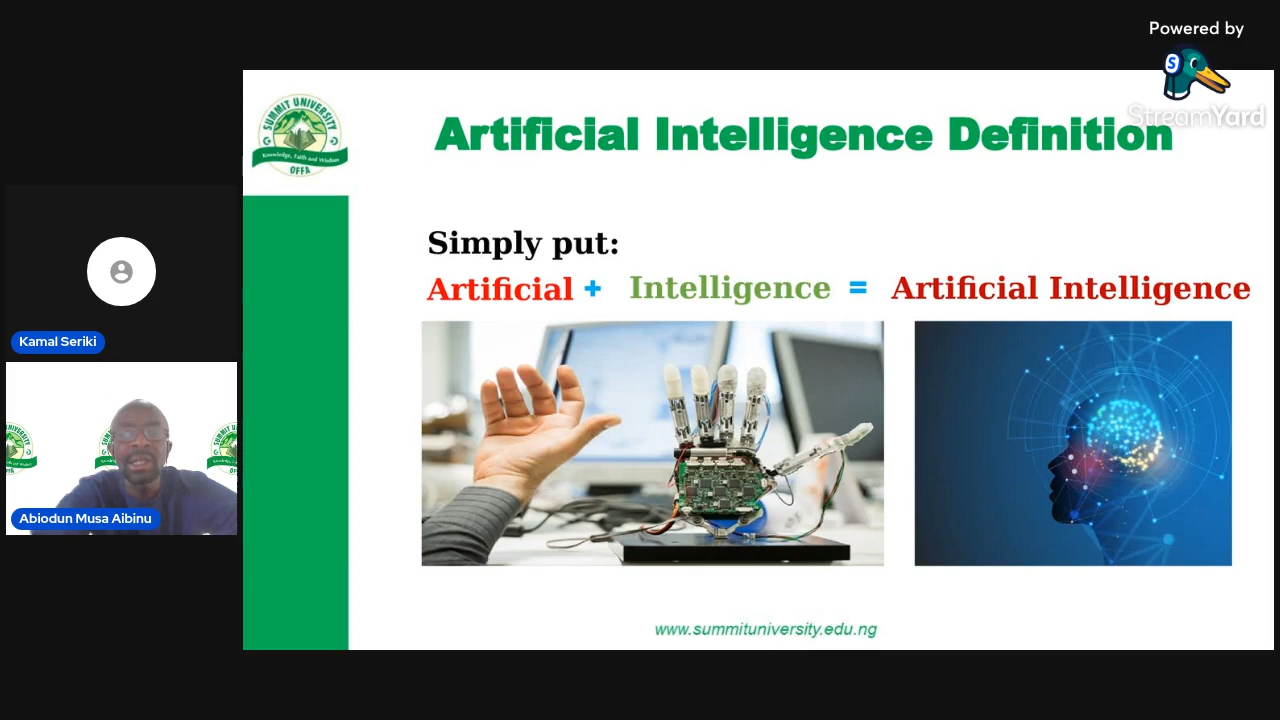 Powered by
StreamYard
SUMMIT UNIVERSITY
Knowledge, Faith and Wisdom
OFFA
Artificial Intelligence Definition
Simply put:
Artificial + Intelligence = Artificial Intelligence
Kamal Seriki
Abiodun Musa Aibinu
www.summituniversity.edu.ng